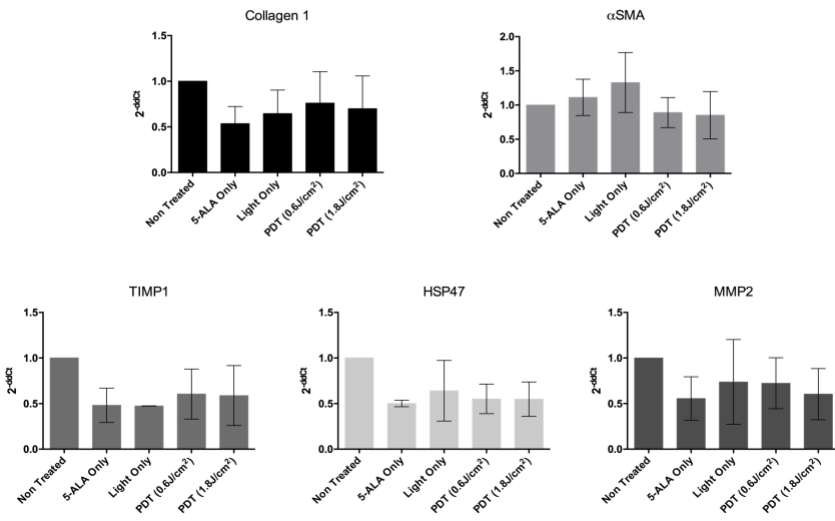 Collagen 1
1.5
1.0
0.5
0.0
2-ddCt
Non Treated
5-ALA Only
Light Only
PDT (0.6J/cm²)
PDT (1.8J/cm²)
αSMA
2.0
1.5
1.0
0.5
0.0
2-ddCt
Non Treated
5-ALA Only
Light Only
PDT (0.6J/cm²)
PDT (1.8J/cm²)
TIMP1
1.5
1.0
0.5
0.0
2-ddCt
Non Treated
5-ALA Only
Light Only
PDT (0.6J/cm²)
PDT (1.8J/cm²)
HSP47
1.5
1.0
0.5
0.0
2-ddCt
Non Treated
5-ALA Only
Light Only
PDT (0.6J/cm²)
PDT (1.8J/cm²)
MMP2
1.5
1.0
0.5
0.0
2-ddCt
Non Treated
5-ALA Only
Light Only
PDT (0.6J/cm²)
PDT (1.8J/cm²)